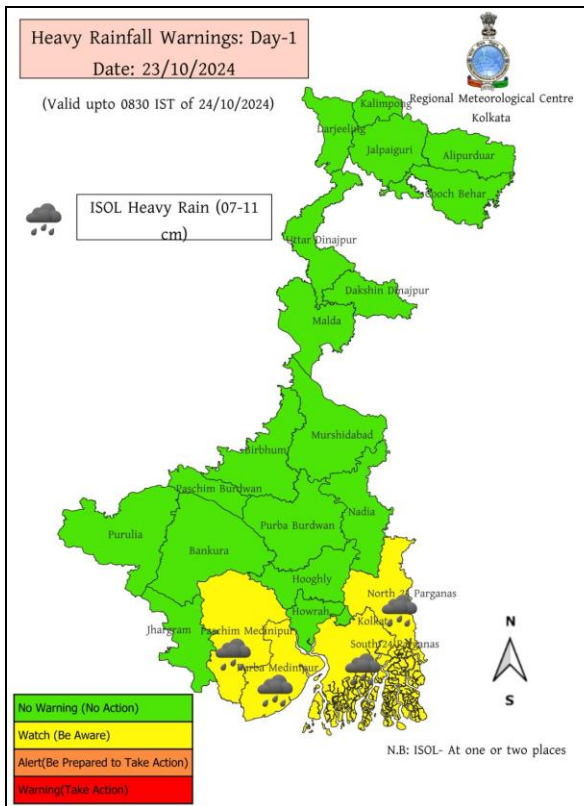 Heavy Rainfall Warnings: Day-1
Date: 23/10/2024
(Valid upto 0830 IST of 24/10/2024)
Regional Meteorological Centre
Kolkata
ISOL Heavy Rain (07-11
cm)
Kalimpong
Darjeeling
Jalpaiguri
Alipurduar
Cooch Behar
Uttar Dinajpur
Dakshin Dinajpur
Malda
Murshidabad
Birbhum
Paschim Burdwan
Nadia
Purba Burdwan
Purulia
Bankura
Hooghly
North 24 Parganas
Howrah
Kolkata
Jhargram
Paschim Medinipur
South 24 Parganas
Purba Medinipur
N
S
No Warning (No Action)
Watch (Be Aware)
Alert(Be Prepared to Take Action)
Warning(Take Action)
N.B: ISOL- At one or two places